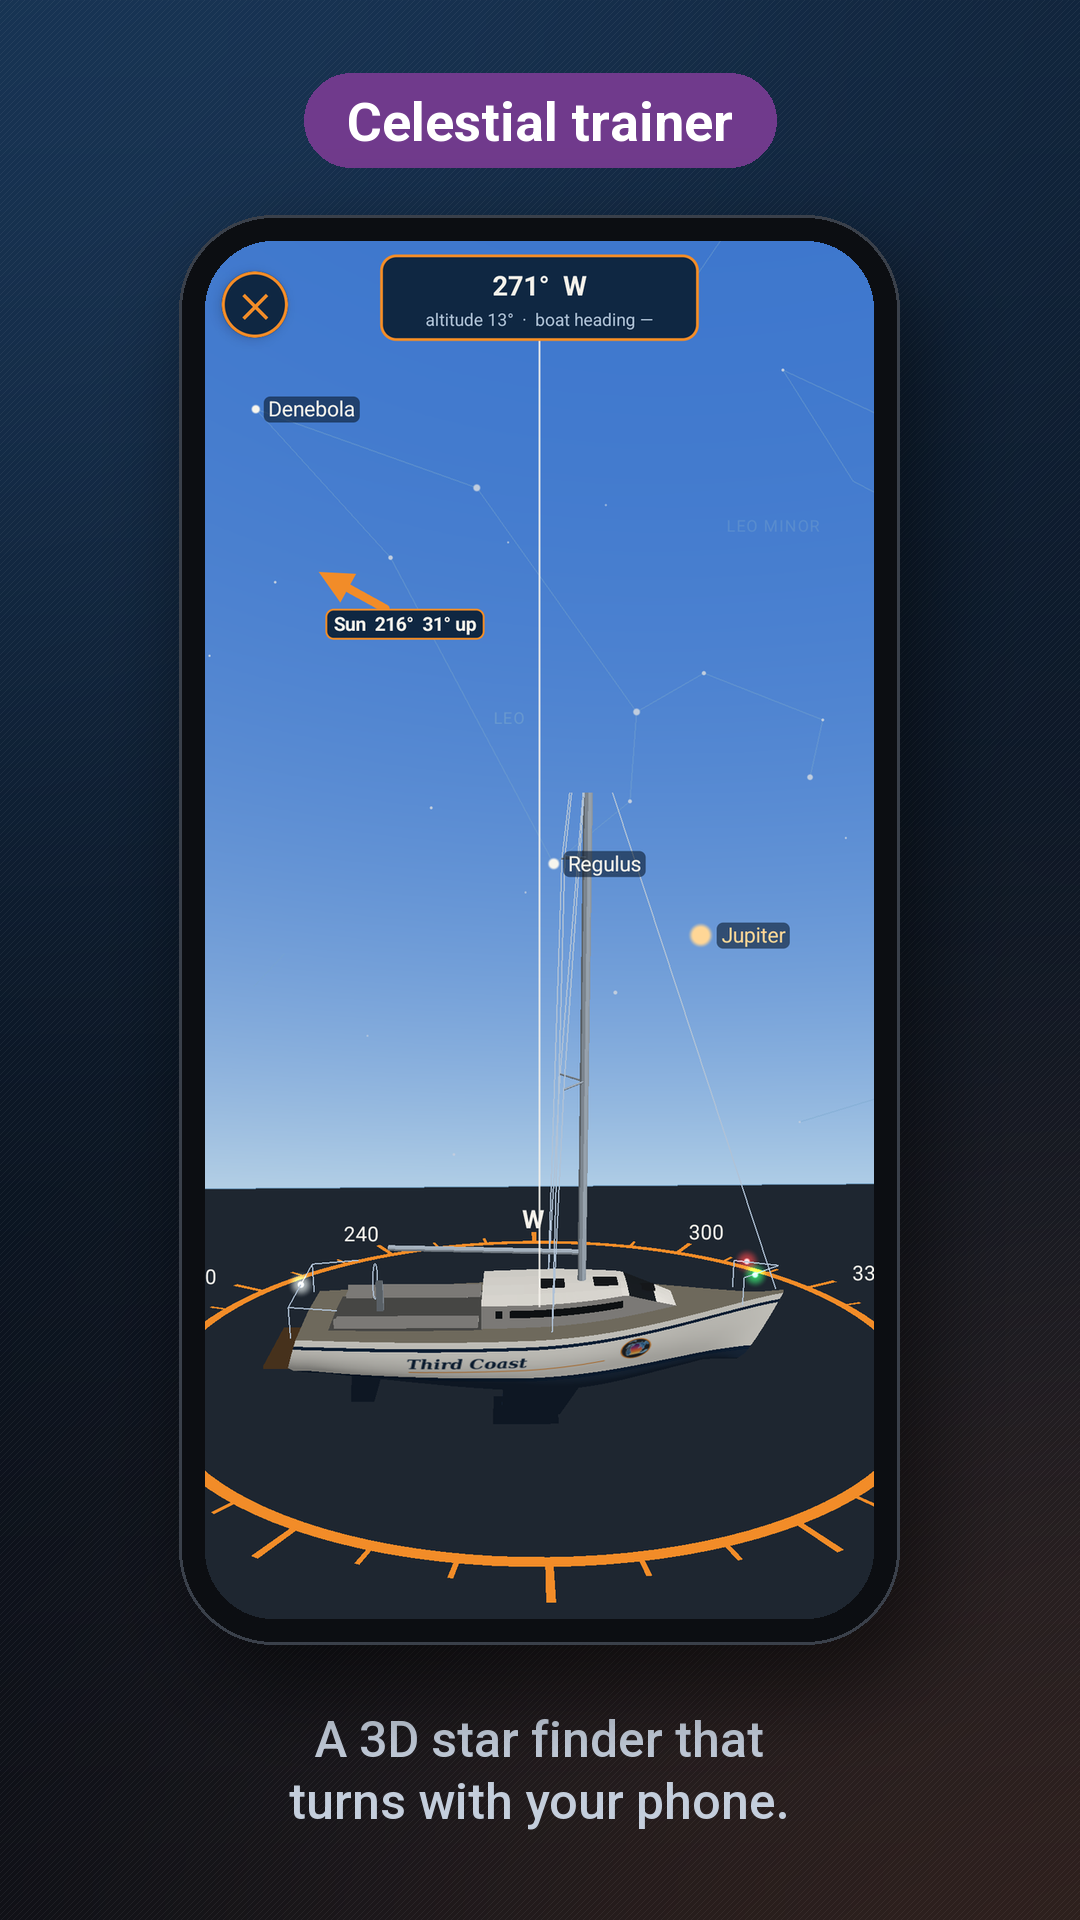 Celestial trainer
271° W
altitude 13° · boat heading —
Denebola
LEO MINOR
Sun 216° 31° up
LEO
Regulus
Jupiter
W
240
300
0
33
Third Coast
A 3D star finder that
turns with your phone.